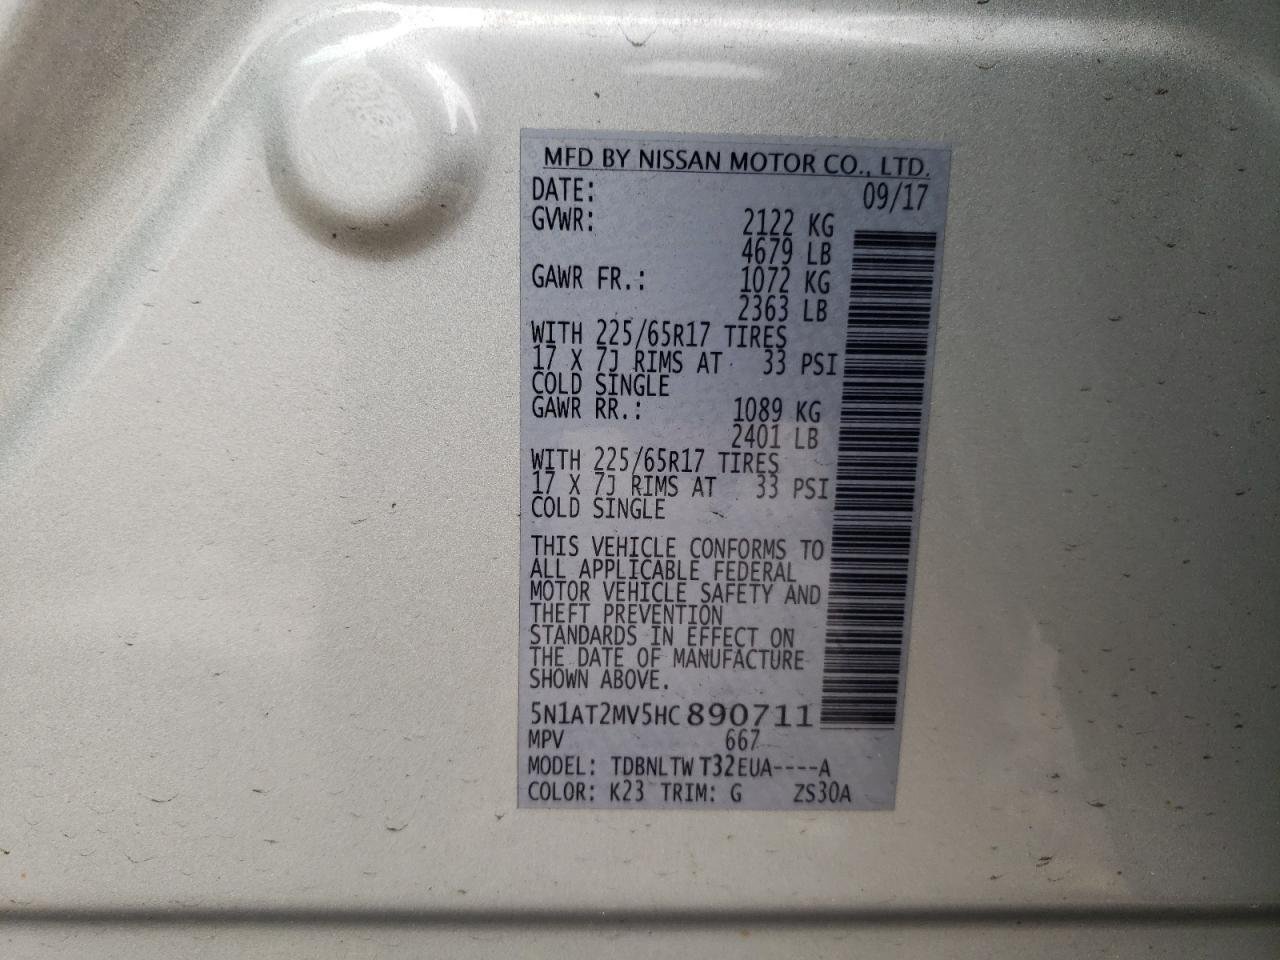 MFD BY NISSAN MOTOR CO., LTD.
DATE: 09/17
GVWR: 2122 KG
4679 LB
GAWR FR.: 1072 KG
2363 LB
WITH 225/65R17 TIRES
17 X 7J RIMS AT 33 PSI
COLD SINGLE
GAWR RR.: 1089 KG
2401 LB
WITH 225/65R17 TIRES
17 X 7J RIMS AT 33 PSI
COLD SINGLE
THIS VEHICLE CONFORMS TO
ALL APPLICABLE FEDERAL
MOTOR VEHICLE SAFETY AND
THEFT PREVENTION
STANDARDS IN EFFECT ON
THE DATE OF MANUFACTURE
SHOWN ABOVE.
5N1AT2MV5HC890711
MPV 667
MODEL: TDBNLTW T32EUA----A
COLOR: K23 TRIM: G ZS30A